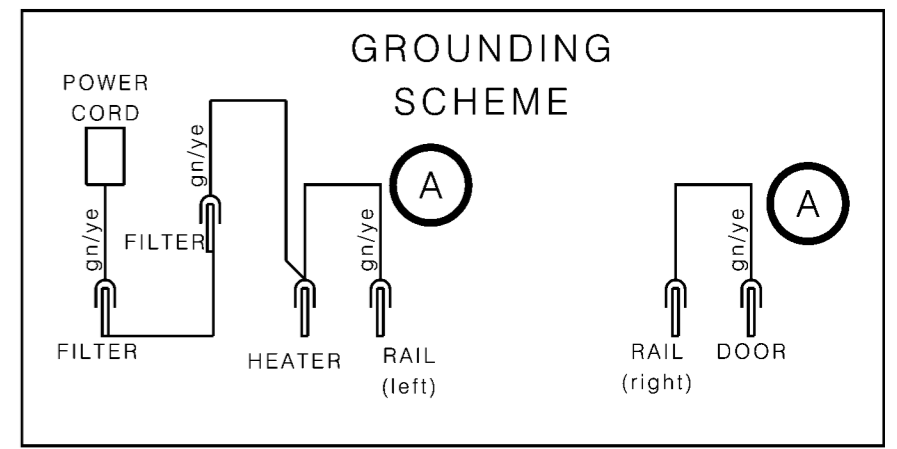 GROUNDING
SCHEME
POWER
CORD
gn/ye
gn/ye
FILTER
FILTER
gn/ye
A
HEATER
RAIL
(left)
gn/ye
A
RAIL
(right)
DOOR